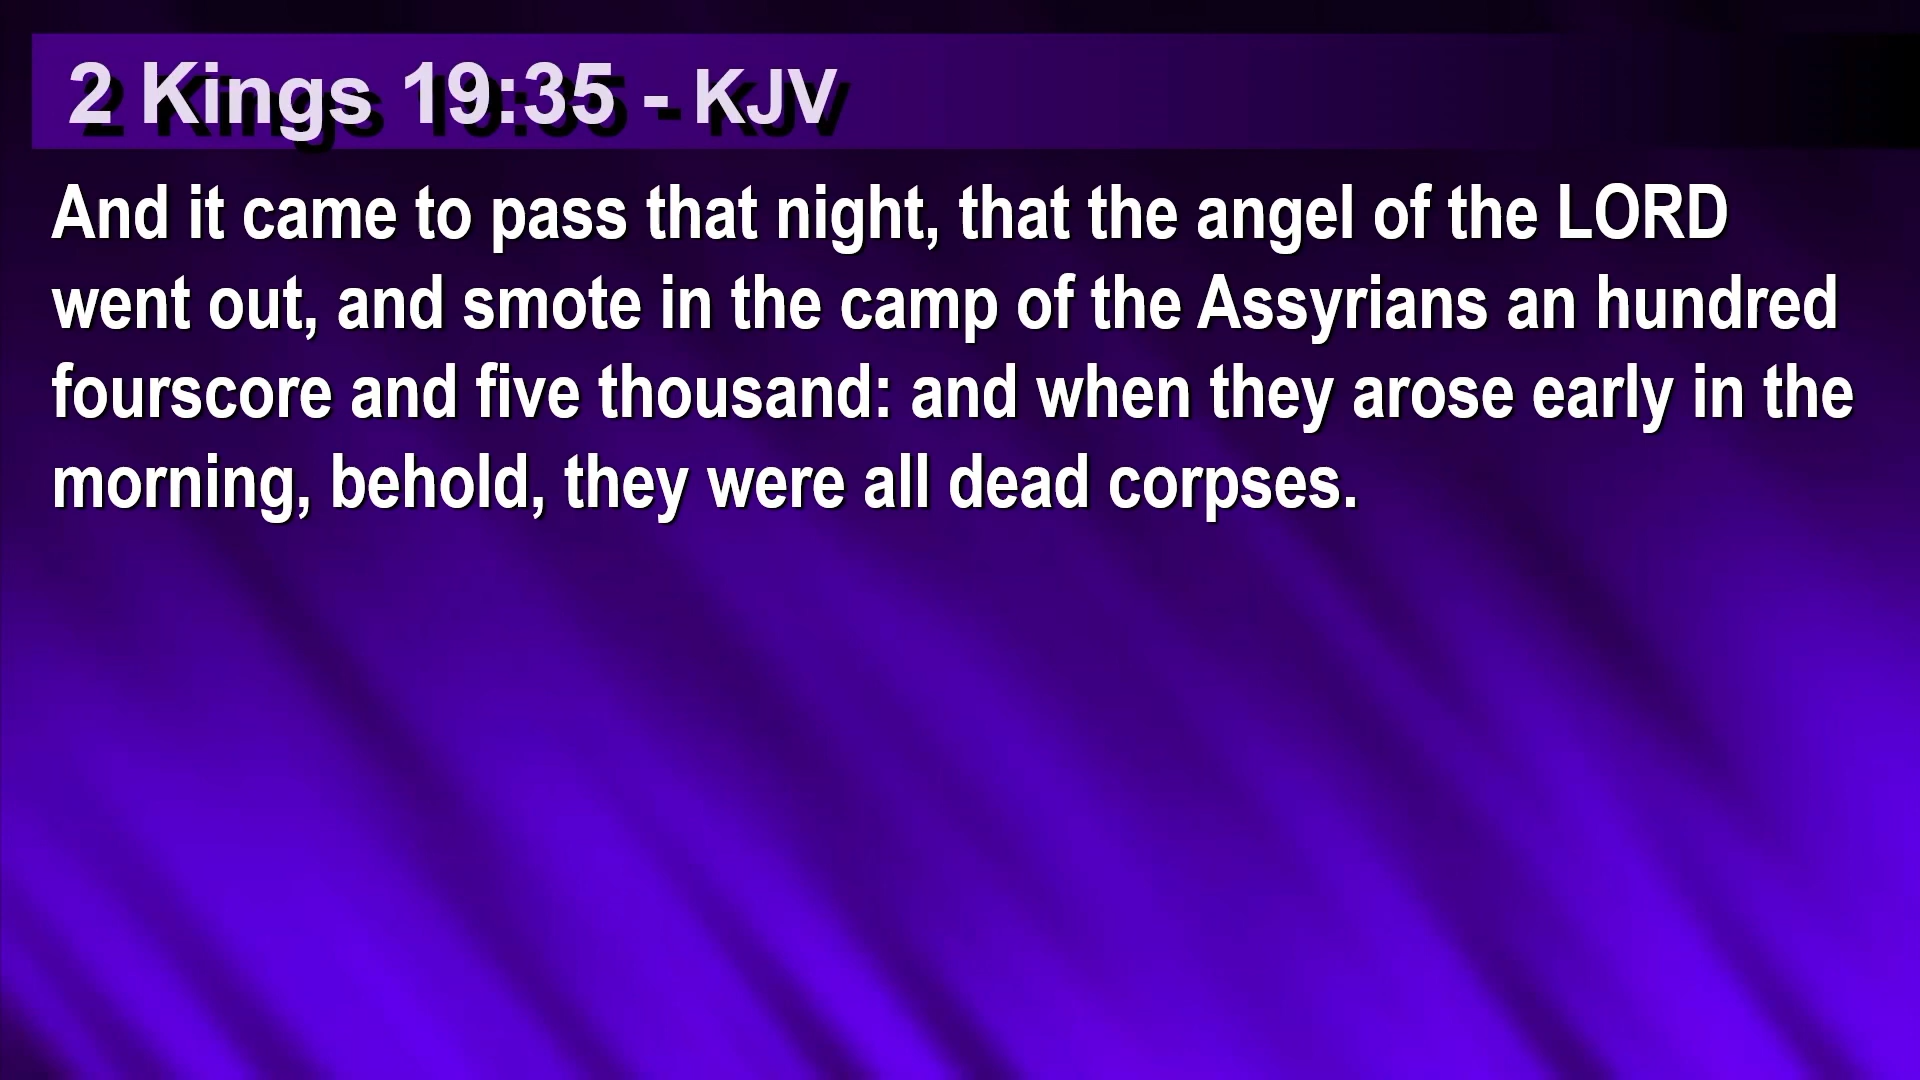 2 Kings 19:35 - KJV
And it came to pass that night, that the angel of the LORD
went out, and smote in the camp of the Assyrians an hundred
fourscore and five thousand: and when they arose early in the
morning, behold, they were all dead corpses.